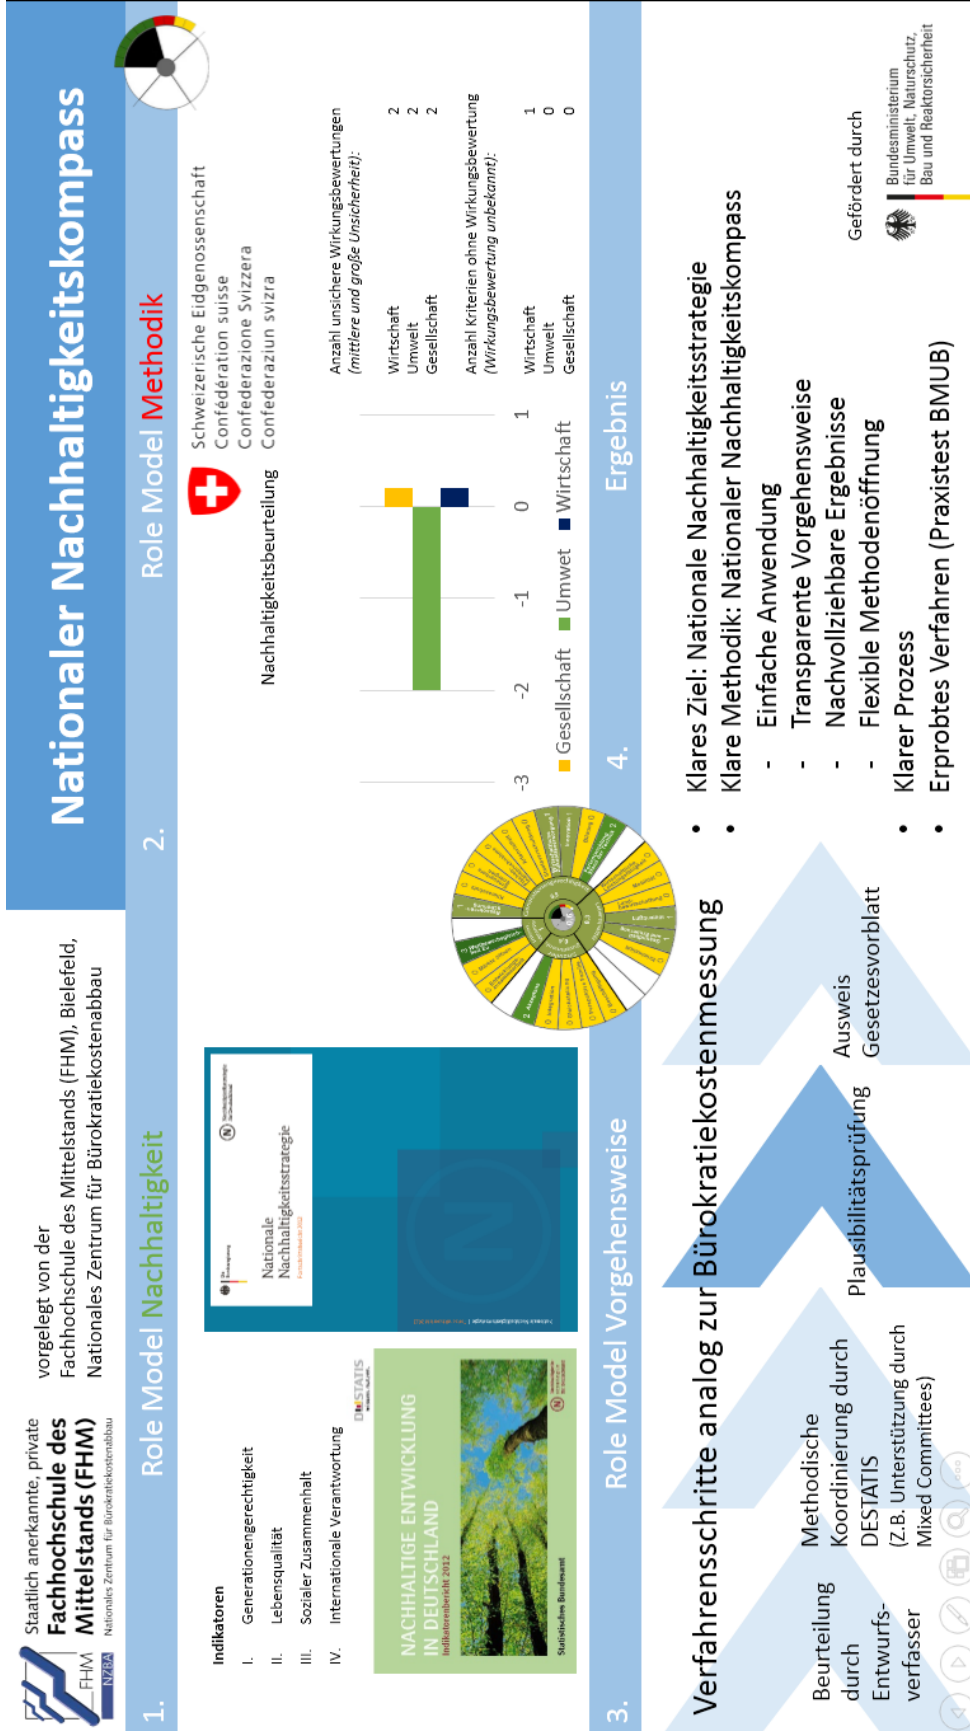 Staatlich anerkannte, private
Fachhochschule des
Mittelstands (FHM)
Nationales Zentrum für Bürokratiekostenabbau
FHM
NZBA
vorgelegt von der
Fachhochschule des Mittelstands (FHM), Bielefeld,
Nationales Zentrum für Bürokratiekostenabbau
Nationaler Nachhaltigkeitskompass
1.
Role Model Nachhaltigkeit
Indikatoren
I. Generationengerechtigkeit
II. Lebensqualität
III. Sozialer Zusammenhalt
IV. Internationale Verantwortung
DESTATIS
NACHHALTIGE ENTWICKLUNG
IN DEUTSCHLAND
Indikatorenbericht 2012
Statistisches Bundesamt
Nationale
Nachhaltigkeitsstrategie
2.
Role Model Methodik
Schweizerische Eidgenossenschaft
Confédération suisse
Confederazione Svizzera
Confederaziun svizra
Nachhaltigkeitsbeurteilung
-3
-2
-1
0
1
Gesellschaft
Umwet
Wirtschaft
Anzahl unsichere Wirkungsbewertungen
(mittlere und große Unsicherheit):
Wirtschaft 2
Umwelt 2
Gesellschaft 2
Anzahl Kriterien ohne Wirkungsbewertung
(Wirkungsbewertung unbekannt):
Wirtschaft 1
Umwelt 0
Gesellschaft 0
3.
Role Model Vorgehensweise
Verfahrensschritte analog zur Bürokratiekostenmessung
Beurteilung
durch
Entwurfs-
verfasser
Methodische
Koordinierung durch
DESTATIS
(Z.B. Unterstützung durch
Mixed Committees)
Plausibilitätsprüfung
Ausweis
Gesetzesvorblatt
4.
Ergebnis
• Klares Ziel: Nationale Nachhaltigkeitsstrategie
• Klare Methodik: Nationaler Nachhaltigkeitskompass
- Einfache Anwendung
- Transparente Vorgehensweise
- Nachvollziehbare Ergebnisse
- Flexible Methodenöffnung
• Klarer Prozess
• Erprobtes Verfahren (Praxistest BMUB)
Gefördert durch
Bundesministerium
für Umwelt, Naturschutz,
Bau und Reaktorsicherheit